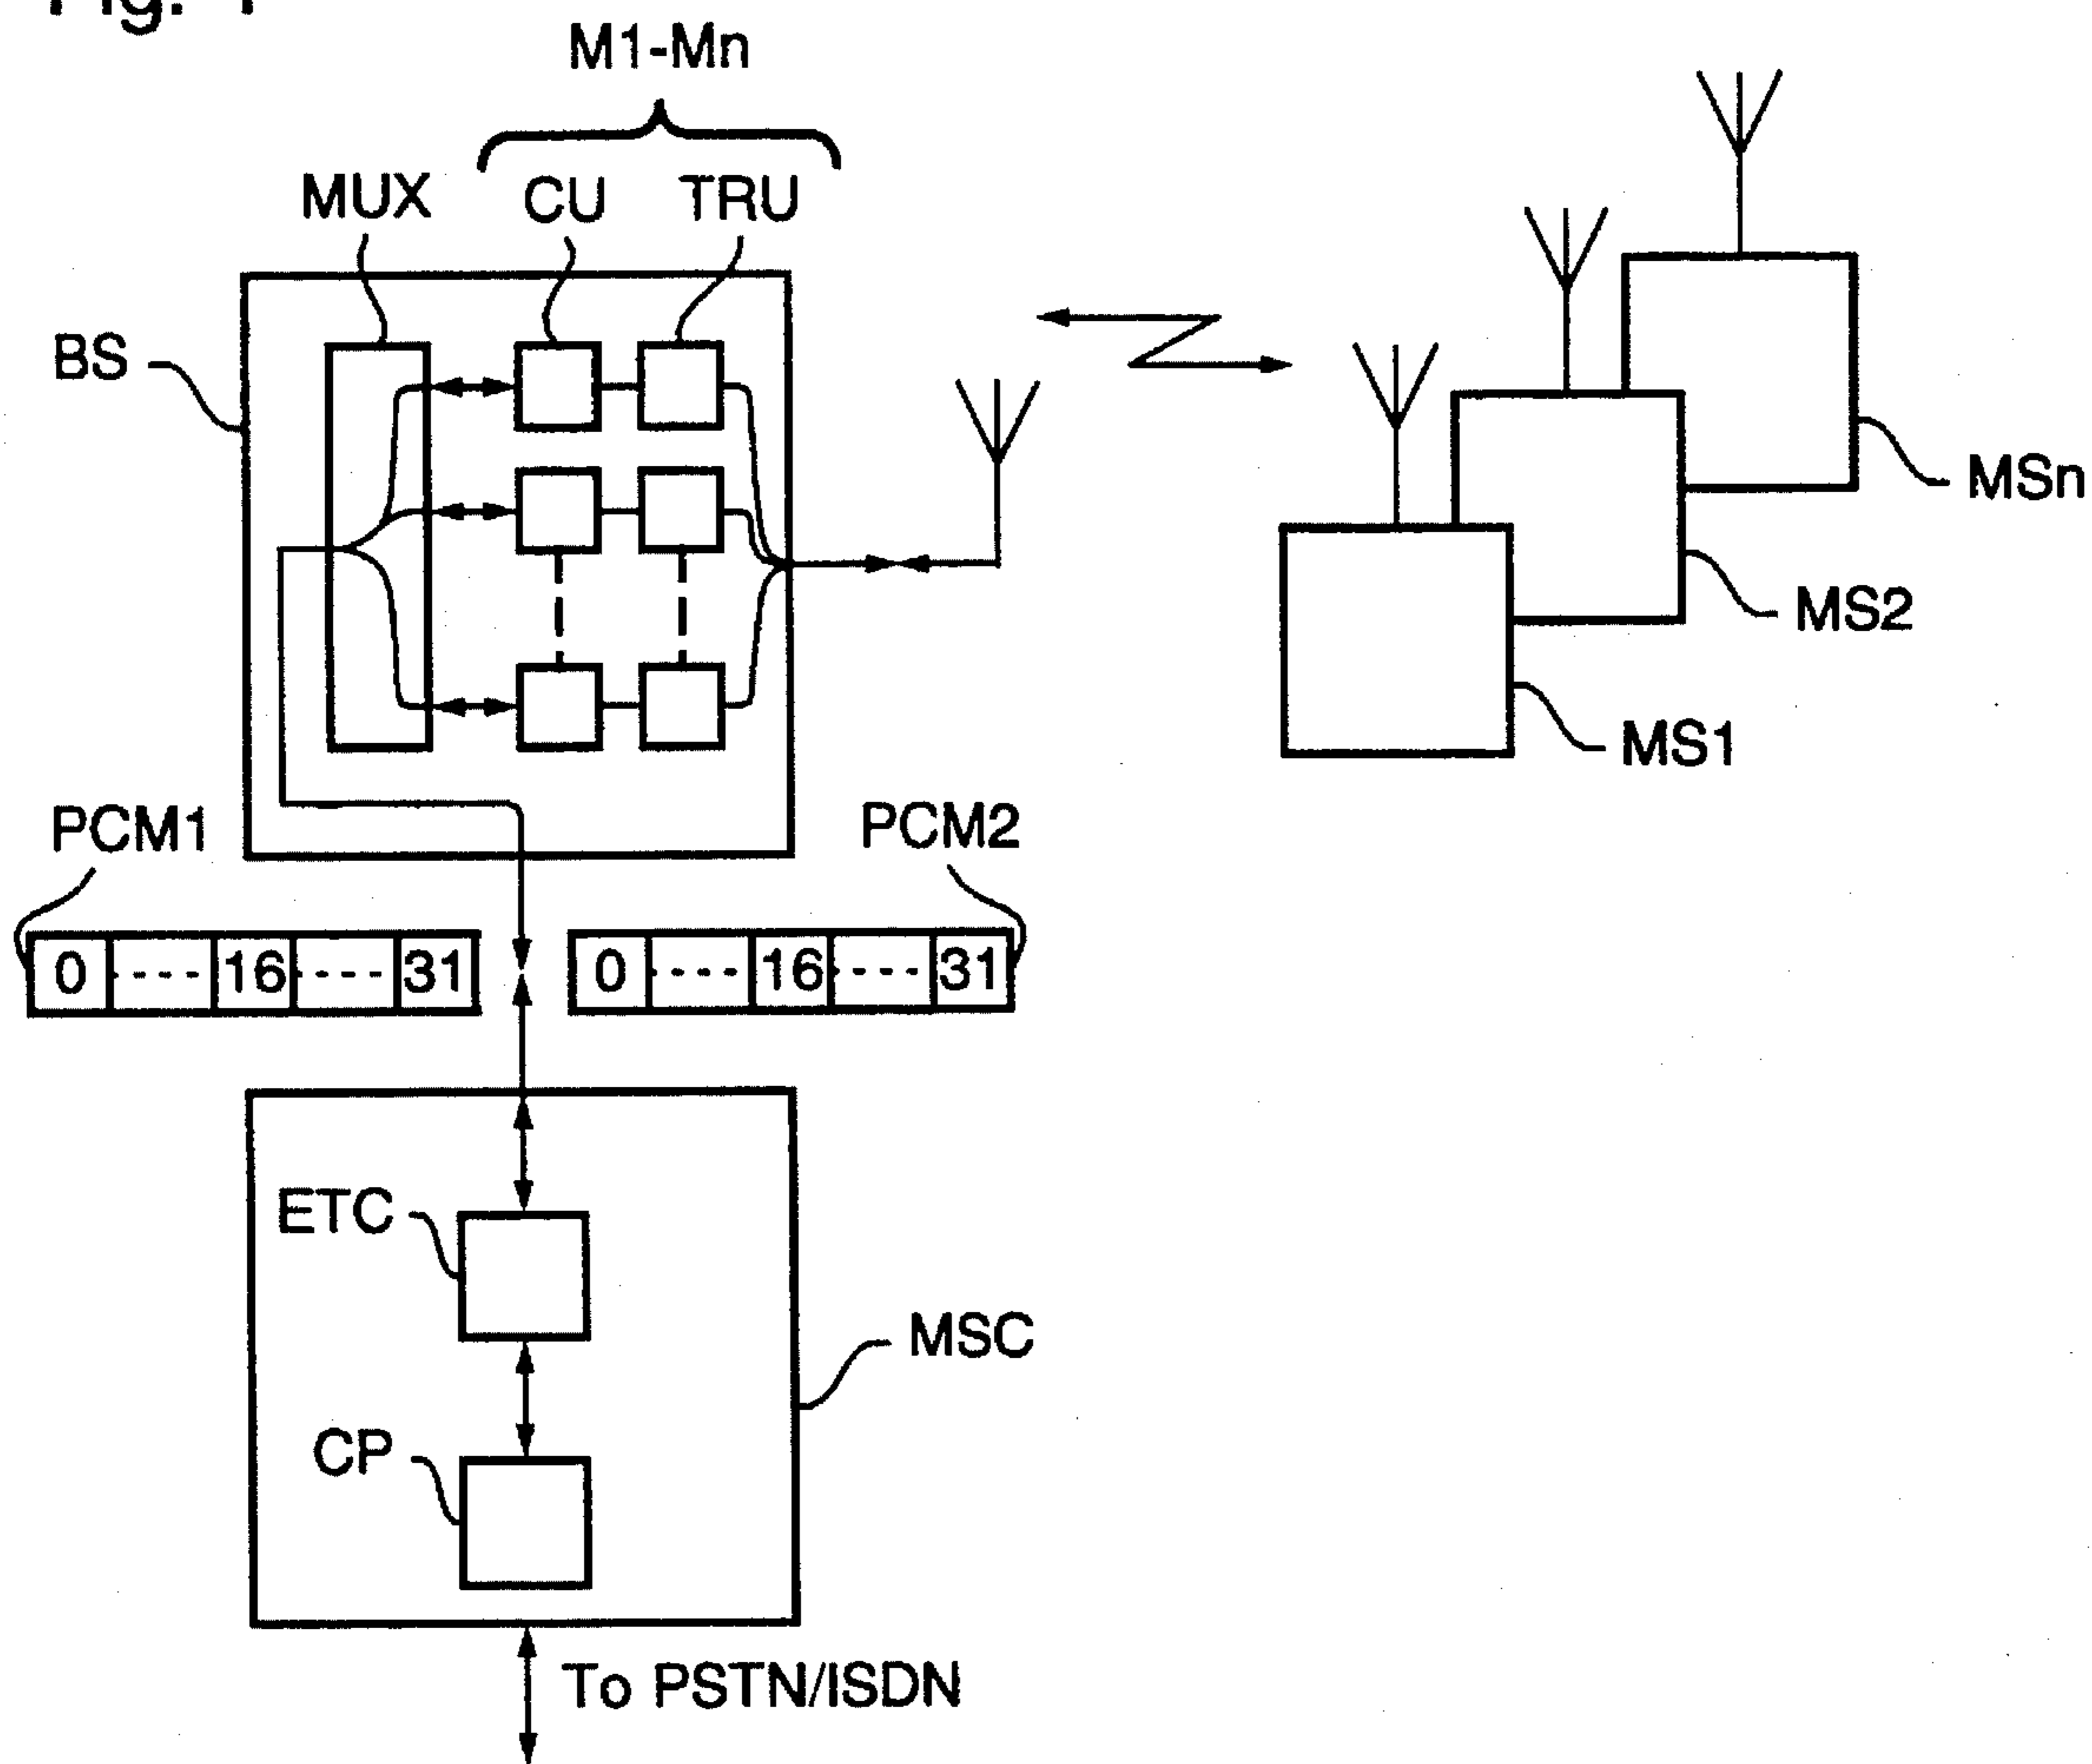 M1-Mn
MUX
CU
TRU
BS
MSn
MS2
MS1
PCM1
PCM2
0 ---- 16 ---- 31
0 ---- 16 ---- 31
ETC
MSC
CP
To PSTN/ISDN